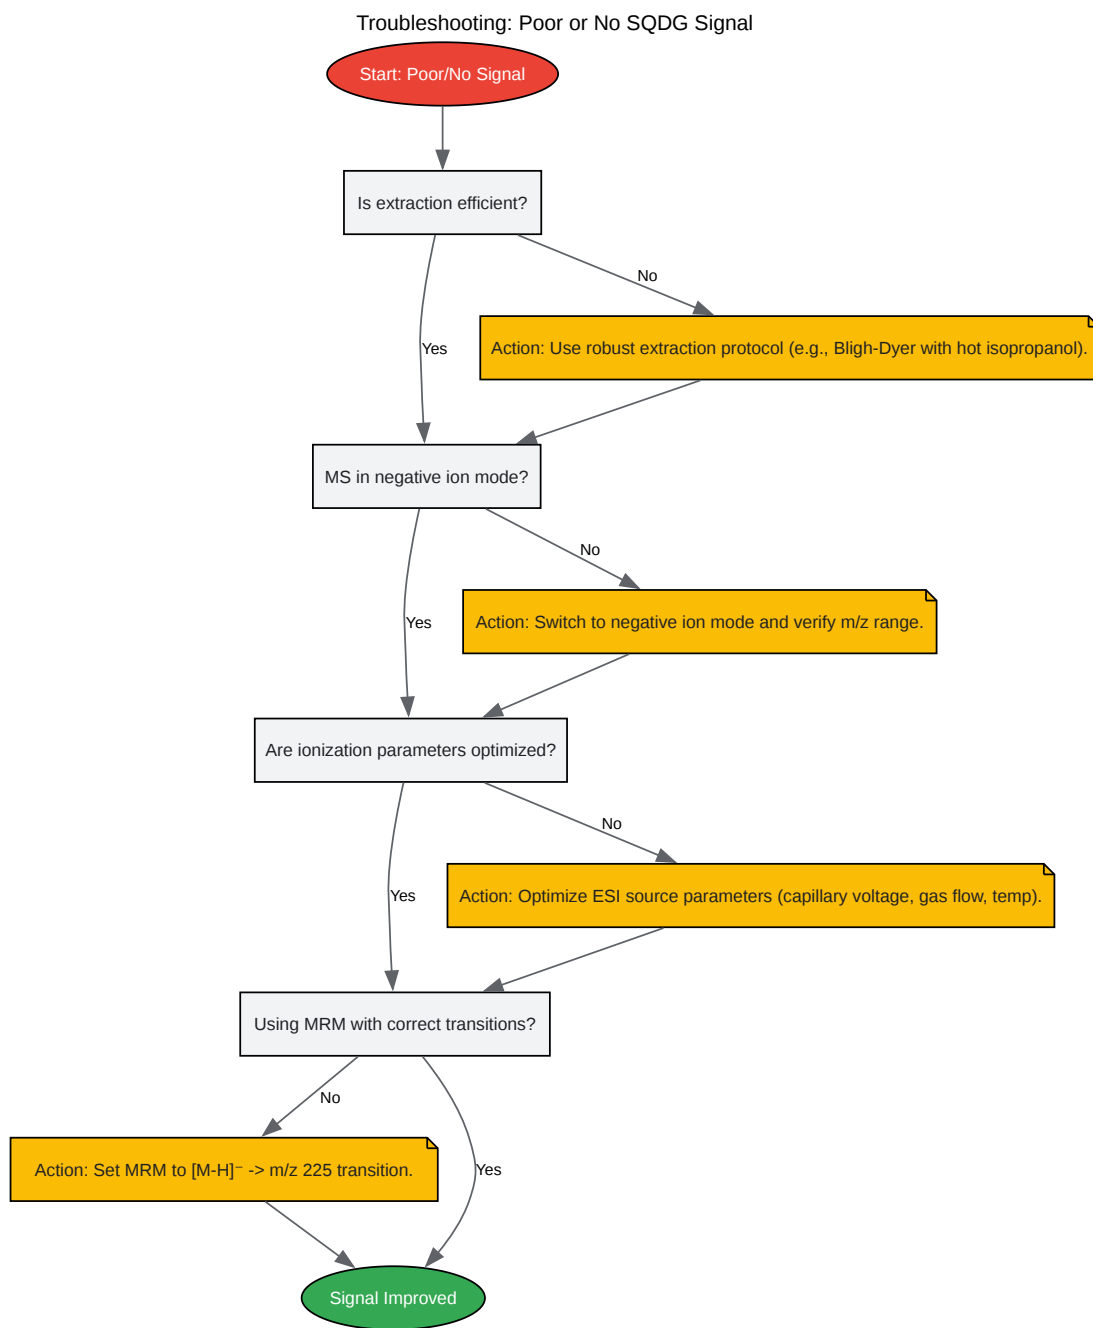 Troubleshooting: Poor or No SQDG Signal
Start: Poor/No Signal
Is extraction efficient?
No
Yes
Action: Use robust extraction protocol (e.g., Bligh-Dyer with hot isopropanol).
MS in negative ion mode?
No
Yes
Action: Switch to negative ion mode and verify m/z range.
Are ionization parameters optimized?
No
Yes
Action: Optimize ESI source parameters (capillary voltage, gas flow, temp).
Using MRM with correct transitions?
No
Yes
Action: Set MRM to [M-H]⁻ -> m/z 225 transition.
Signal Improved